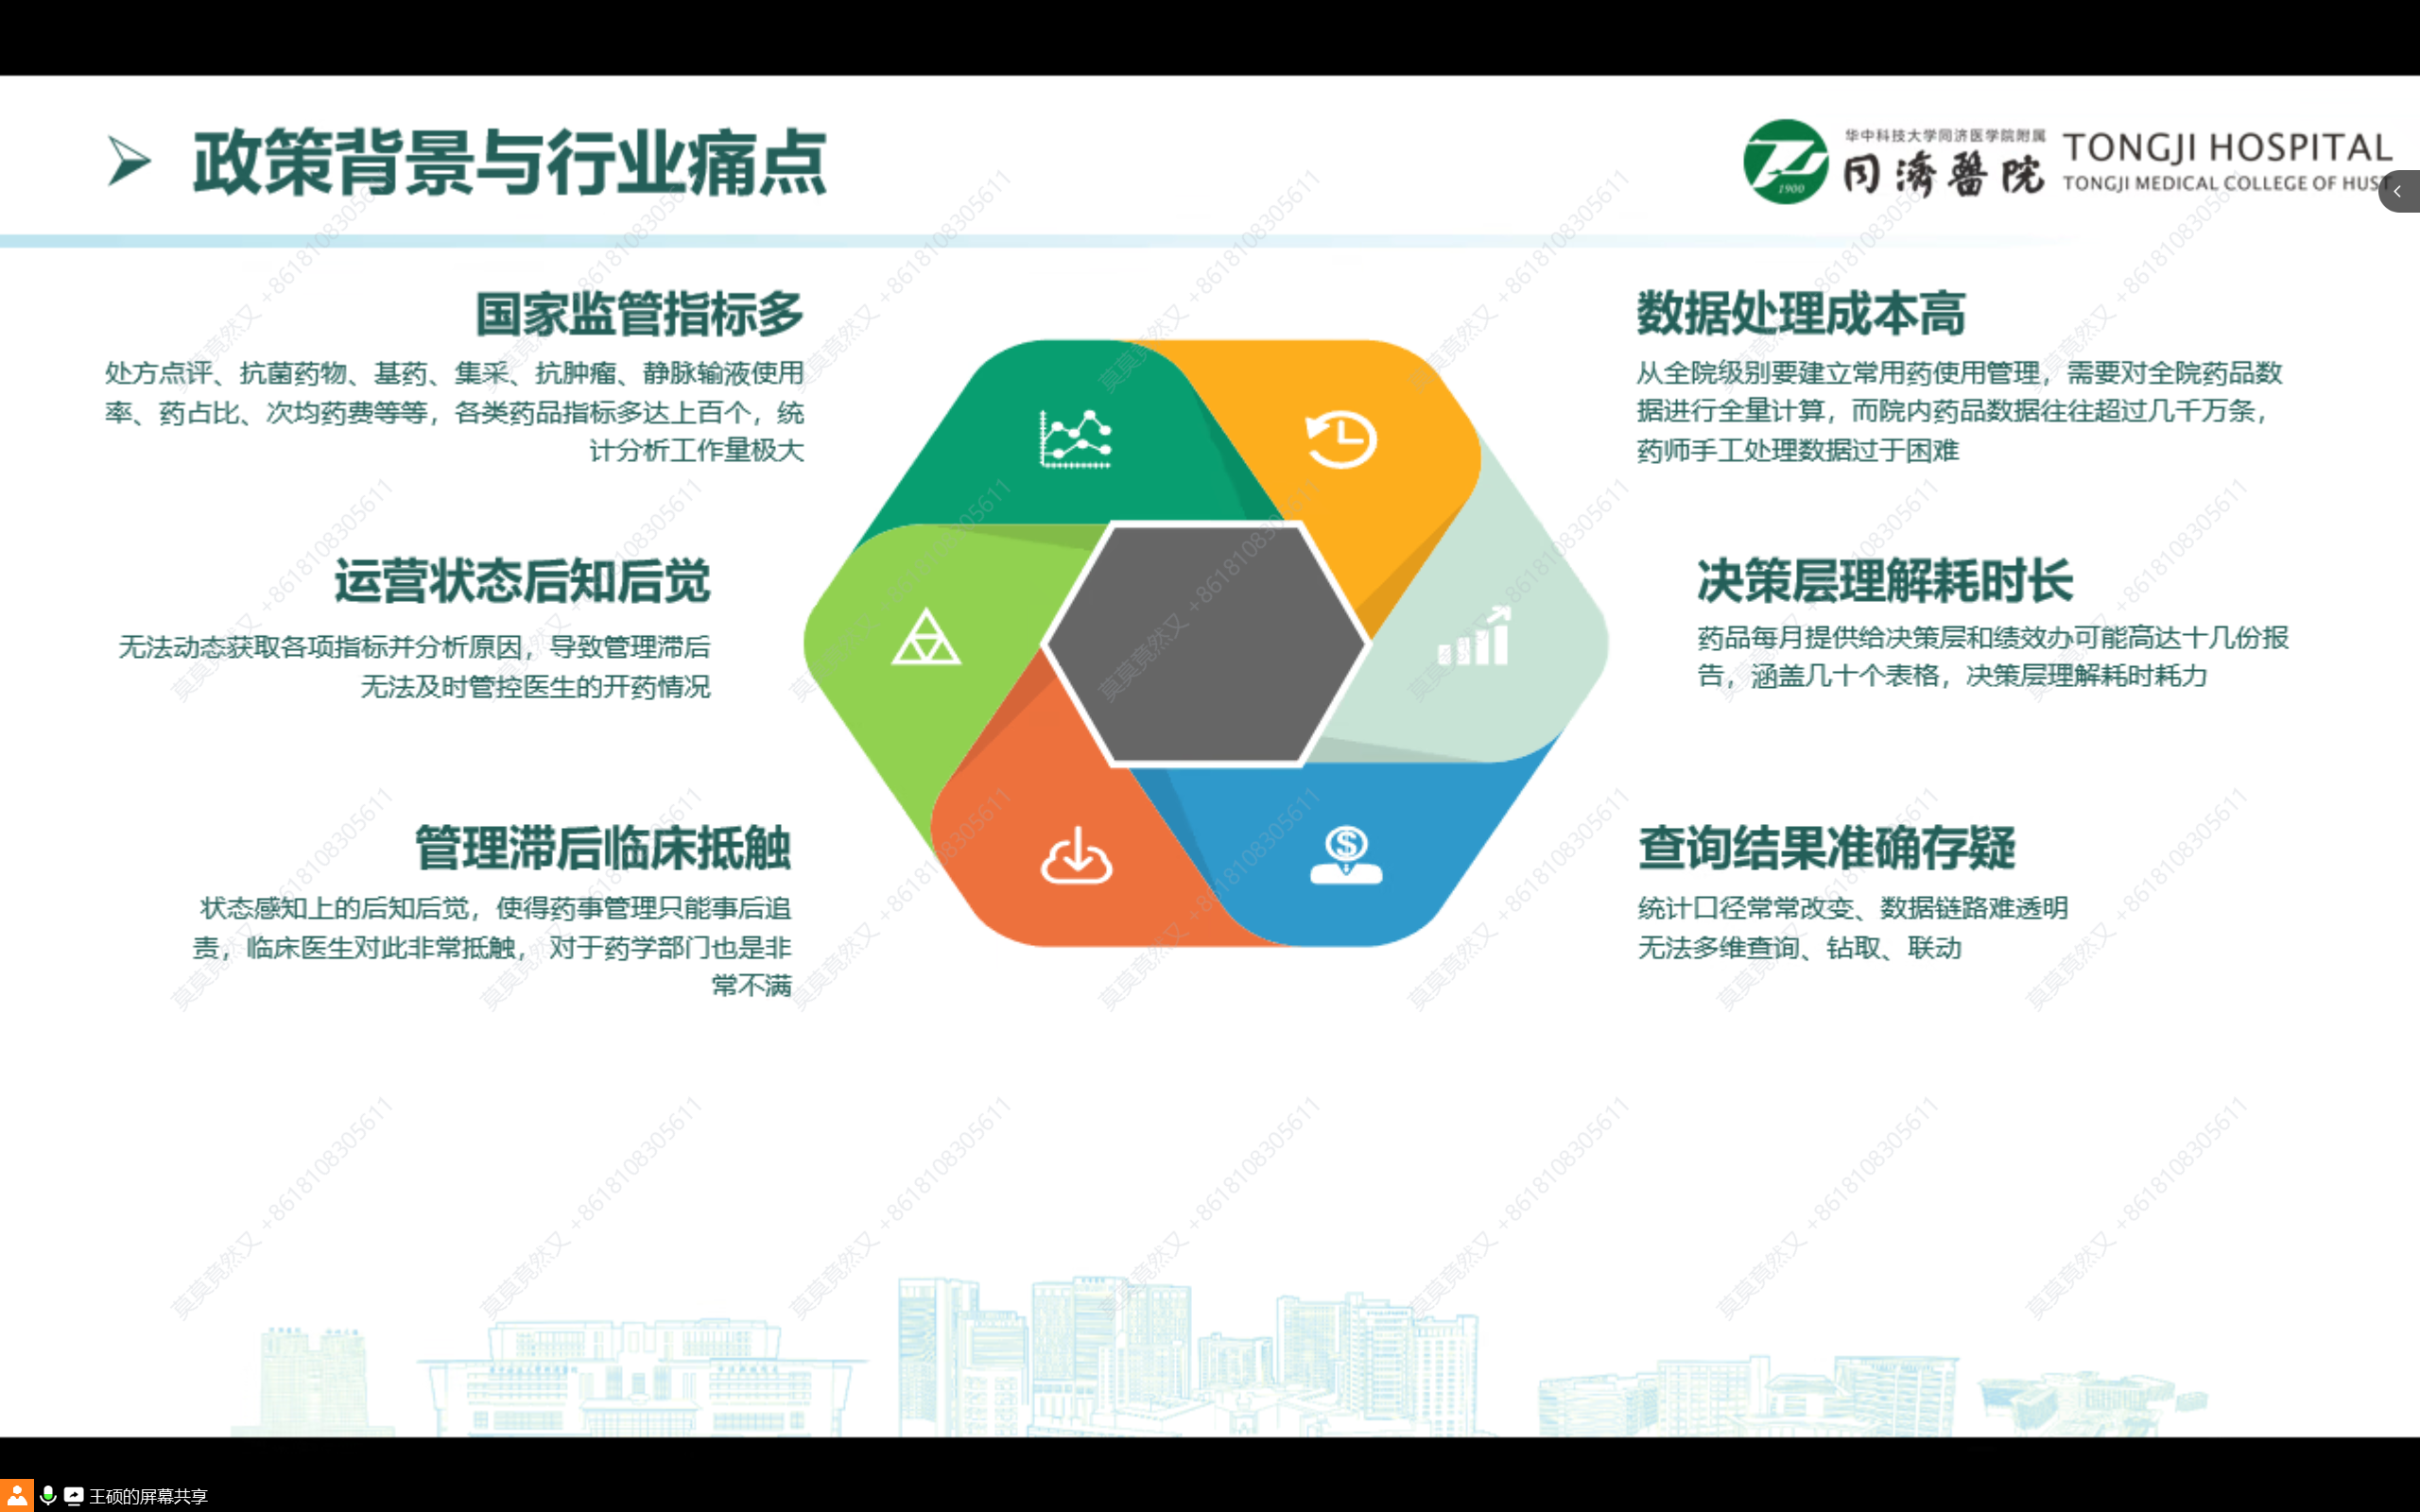 政策背景与行业痛点
华中科技大学同济医学院附属
同濟醫院
1900
TONGJI HOSPITAL
TONGJI MEDICAL COLLEGE OF HUST
国家监管指标多
处方点评、抗菌药物、基药、集采、抗肿瘤、静脉输液使用
率、药占比、次均药费等等，各类药品指标多达上百个，统
计分析工作量极大
运营状态后知后觉
无法动态获取各项指标并分析原因，导致管理滞后
无法及时管控医生的开药情况
管理滞后临床抵触
状态感知上的后知后觉，使得药事管理只能事后追
责，临床医生对此非常抵触，对于药学部门也是非
常不满
数据处理成本高
从全院级别要建立常用药使用管理，需要对全院药品数
据进行全量计算，而院内药品数据往往超过几千万条，
药师手工处理数据过于困难
决策层理解耗时长
药品每月提供给决策层和绩效办可能高达十几份报
告，涵盖几十个表格，决策层理解耗时耗力
查询结果准确存疑
统计口径常常改变、数据链路难透明
无法多维查询、钻取、联动
莫莫竟然又 +8618108305611
王硕的屏幕共享